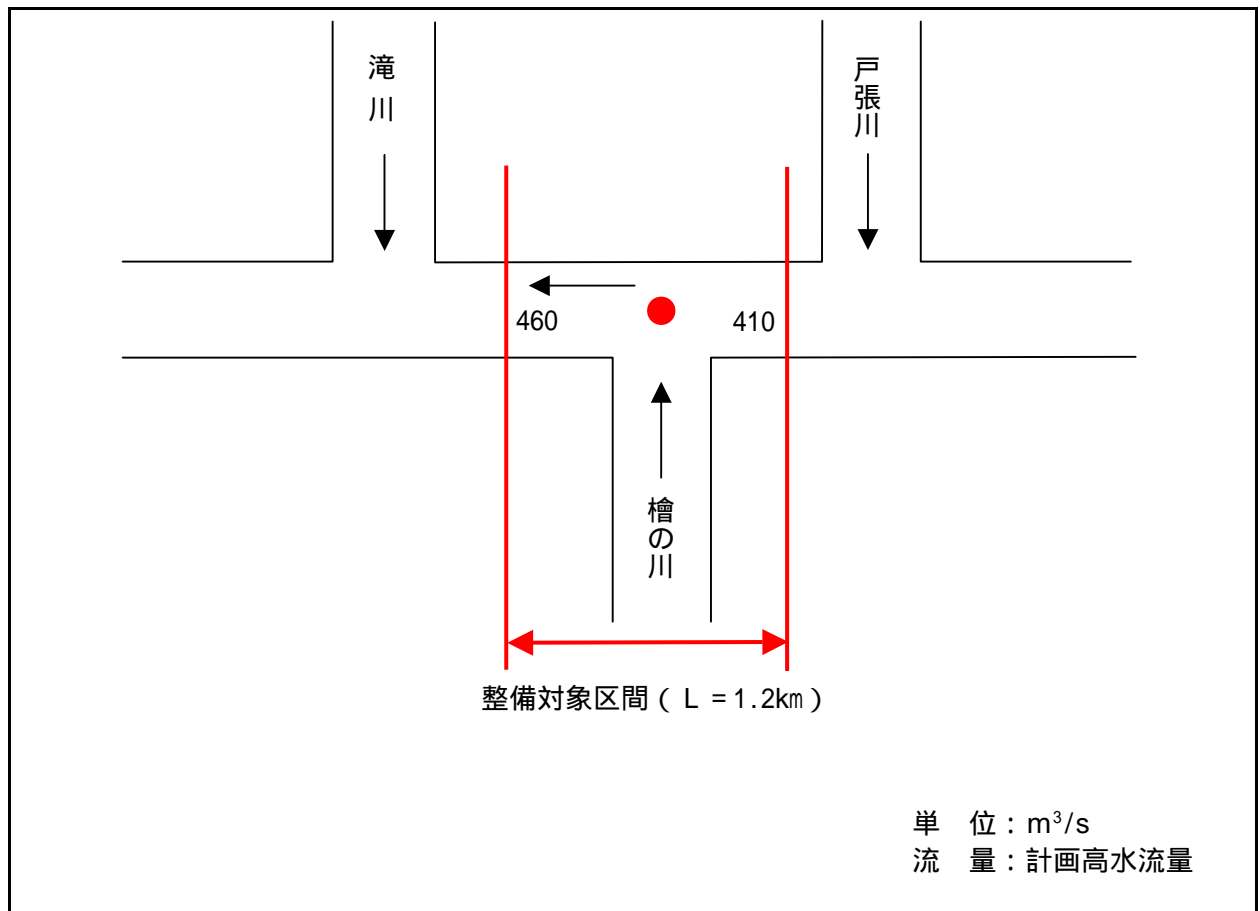 滝川
戸張川
460
410
檜の川
整備対象区間（Ｌ=1.2㎞）
単　位：m³/s
流　量：計画高水流量